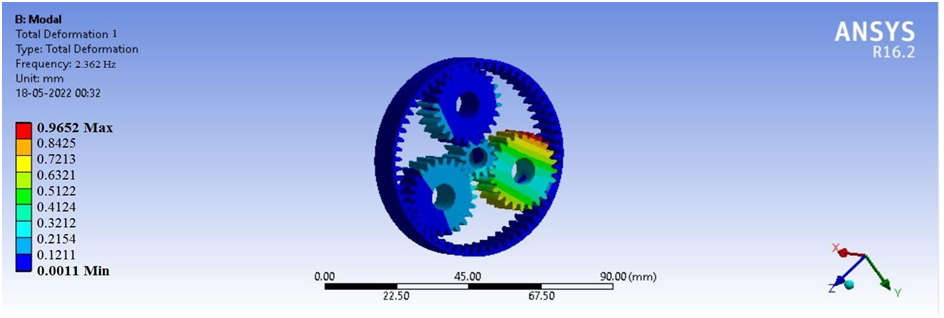 B: Modal
Total Deformation 1
Type: Total Deformation
Frequency: 2.362 Hz
Unit: mm
18-05-2022 00:32
ANSYS
R16.2
0.9652 Max
0.8425
0.7213
0.6321
0.5122
0.4124
0.3212
0.2154
0.1211
0.0011 Min
0.00 45.00 90.00 (mm)
22.50 67.50
X
Z
Y